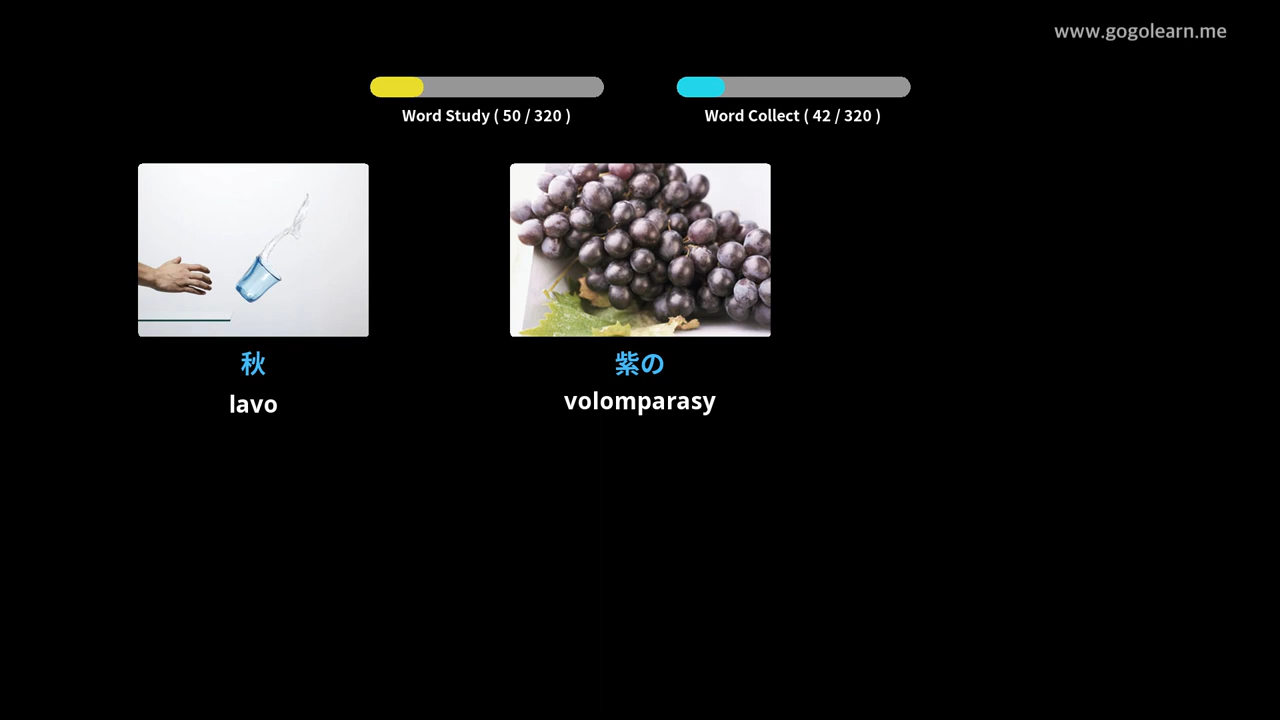 www.gogolearn.me
Word Study ( 50 / 320 )
Word Collect ( 42 / 320 )
秋
lavo
紫の
volomparasy